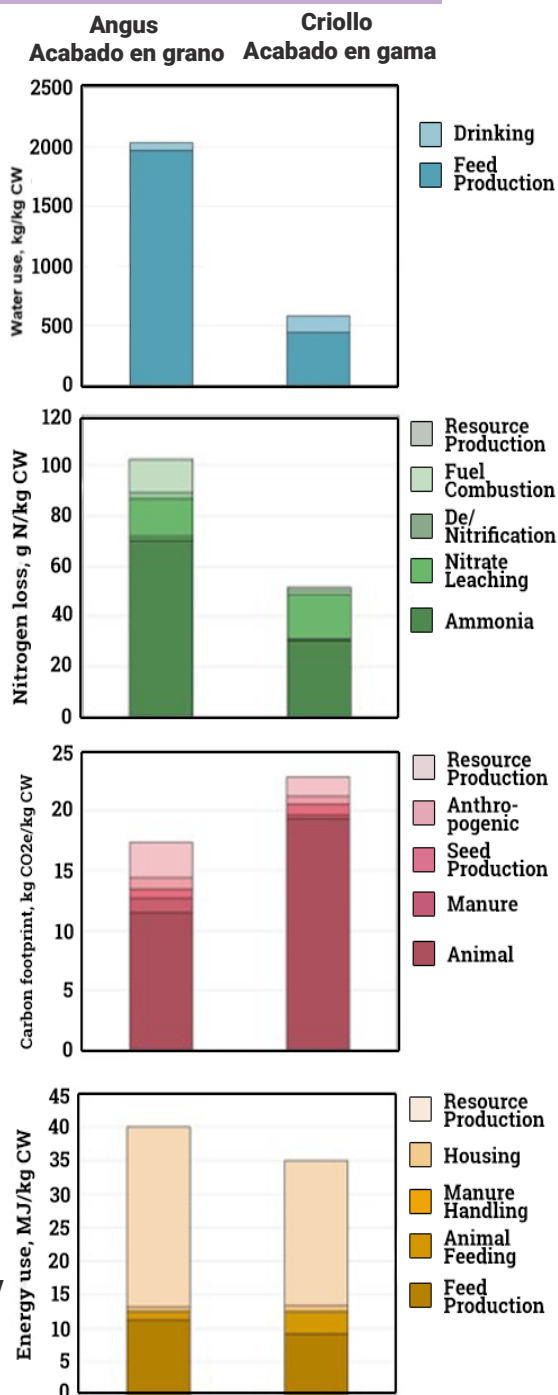 Angus
Acabado en grano
Criollo
Acabado en gama
Water use, kg/kg CW
2500
2000
1500
1000
500
0
Drinking
Feed
Production
Nitrogen loss, g N/kg CW
120
100
80
60
40
20
0
Resource
Production
Fuel
Combustion
De/
Nitrification
Nitrate
Leaching
Ammonia
Carbon footprint, kg CO2e/kg CW
25
20
15
10
5
0
Resource
Production
Anthro-
pogenic
Seed
Production
Manure
Animal
Energy use, MJ/kg CW
45
40
35
30
25
20
15
10
5
0
Resource
Production
Housing
Manure
Handling
Animal
Feeding
Feed
Production